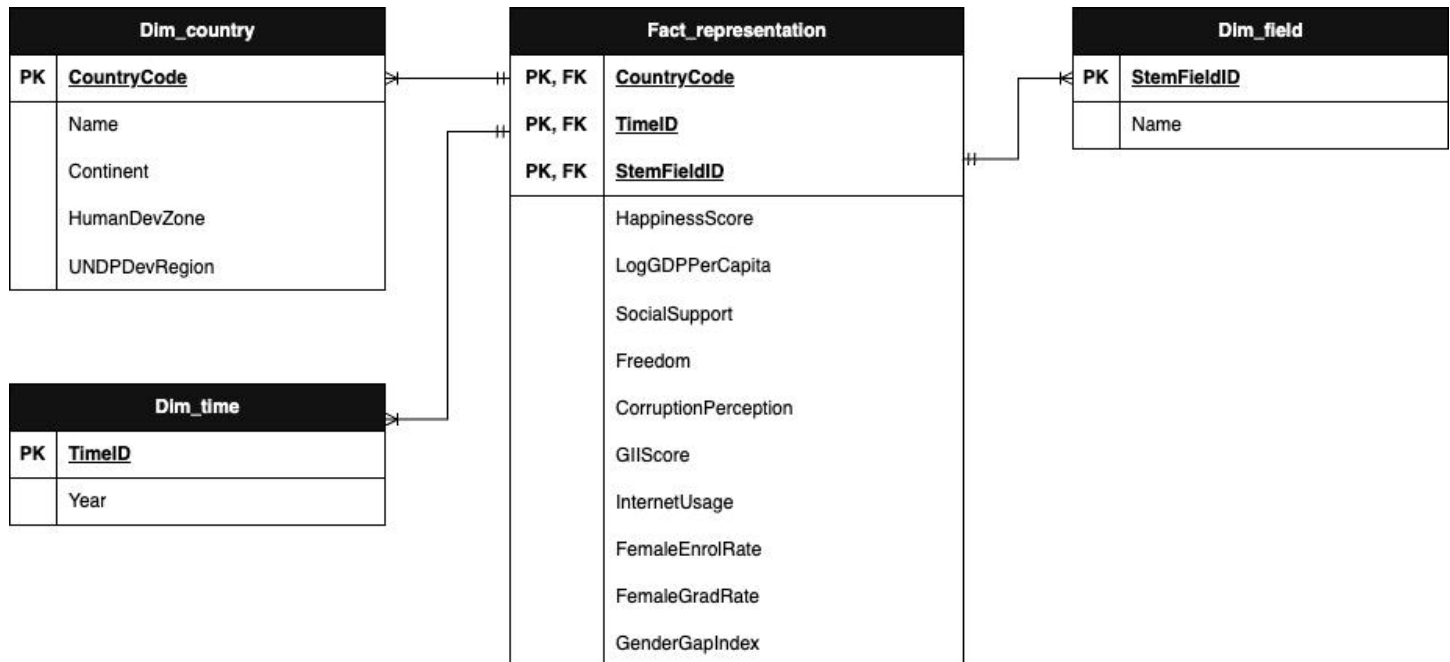 Dim_country
PK CountryCode
Name
Continent
HumanDevZone
UNDPDevRegion
Dim_time
PK TimeID
Year
Fact_representation
PK, FK CountryCode
PK, FK TimeID
PK, FK StemFieldID
HappinessScore
LogGDPPerCapita
SocialSupport
Freedom
CorruptionPerception
GIIScore
InternetUsage
FemaleEnrolRate
FemaleGradRate
GenderGapIndex
Dim_field
PK StemFieldID
Name